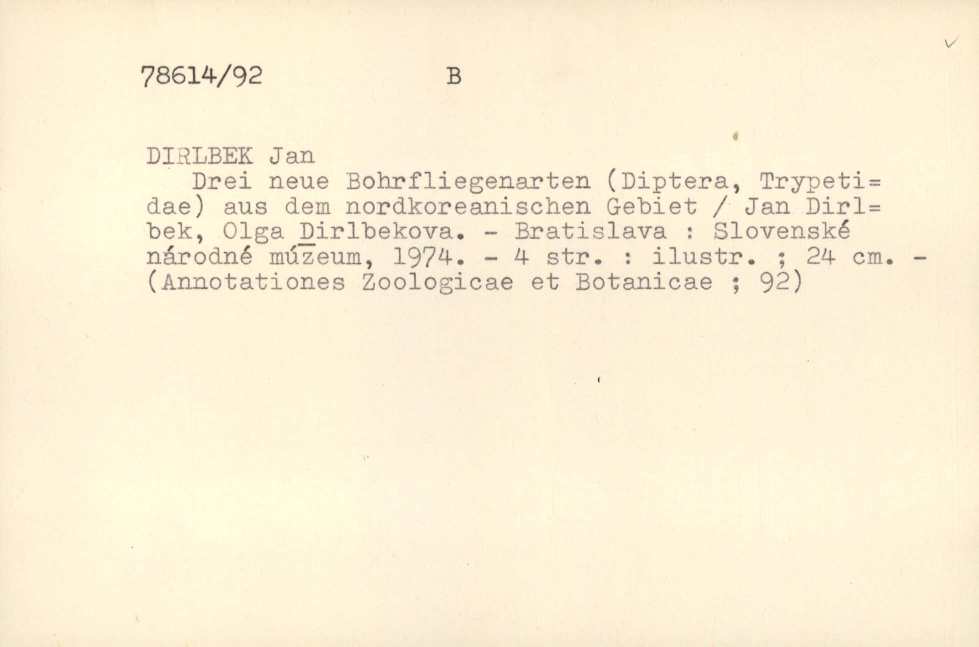 78614/92 B
DIRLBEK Jan
Drei neue Bohrfliegenarten (Diptera, Trypeti=
dae) aus dem nordkoreanischen Gebiet / Jan Dirl=
bek, Olga Dirlbekova. - Bratislava : Slovenské
národné múzeum, 1974. - 4 str. : ilustr. ; 24 cm. -
(Annotationes Zoologicae et Botanicae ; 92)